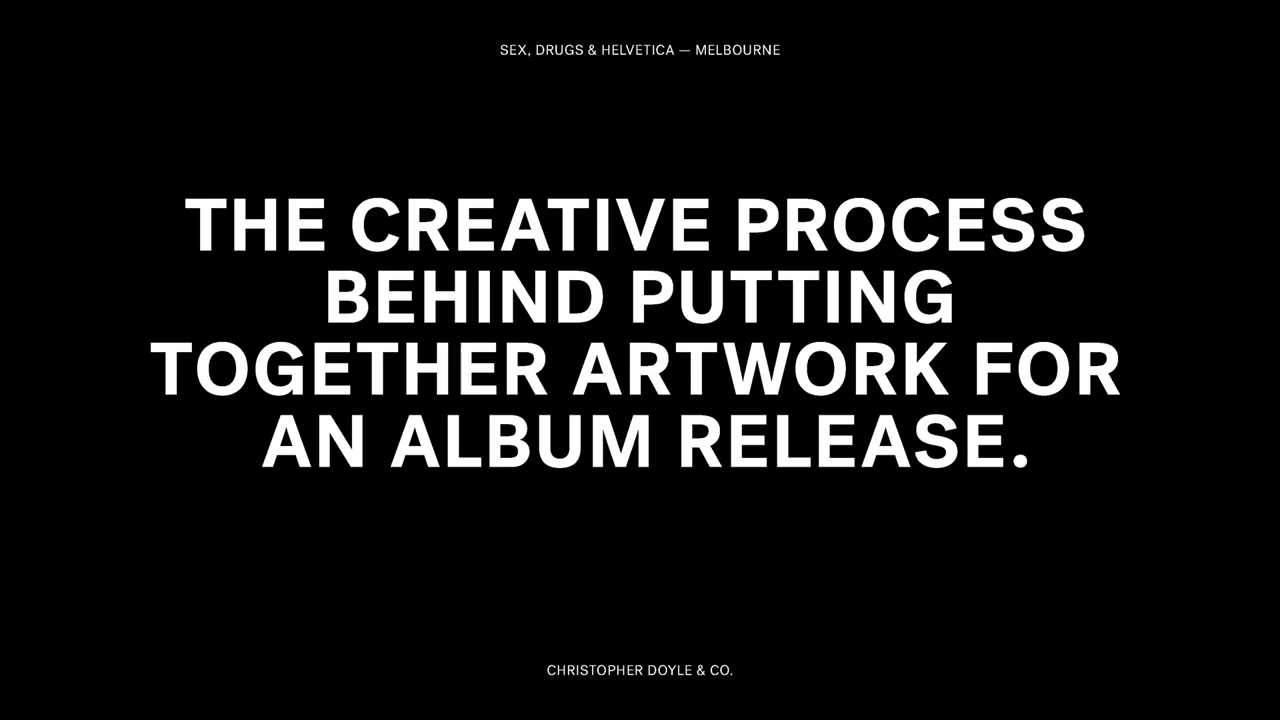 SEX, DRUGS & HELVETICA — MELBOURNE
THE CREATIVE PROCESS
BEHIND PUTTING
TOGETHER ARTWORK FOR
AN ALBUM RELEASE.
CHRISTOPHER DOYLE & CO.